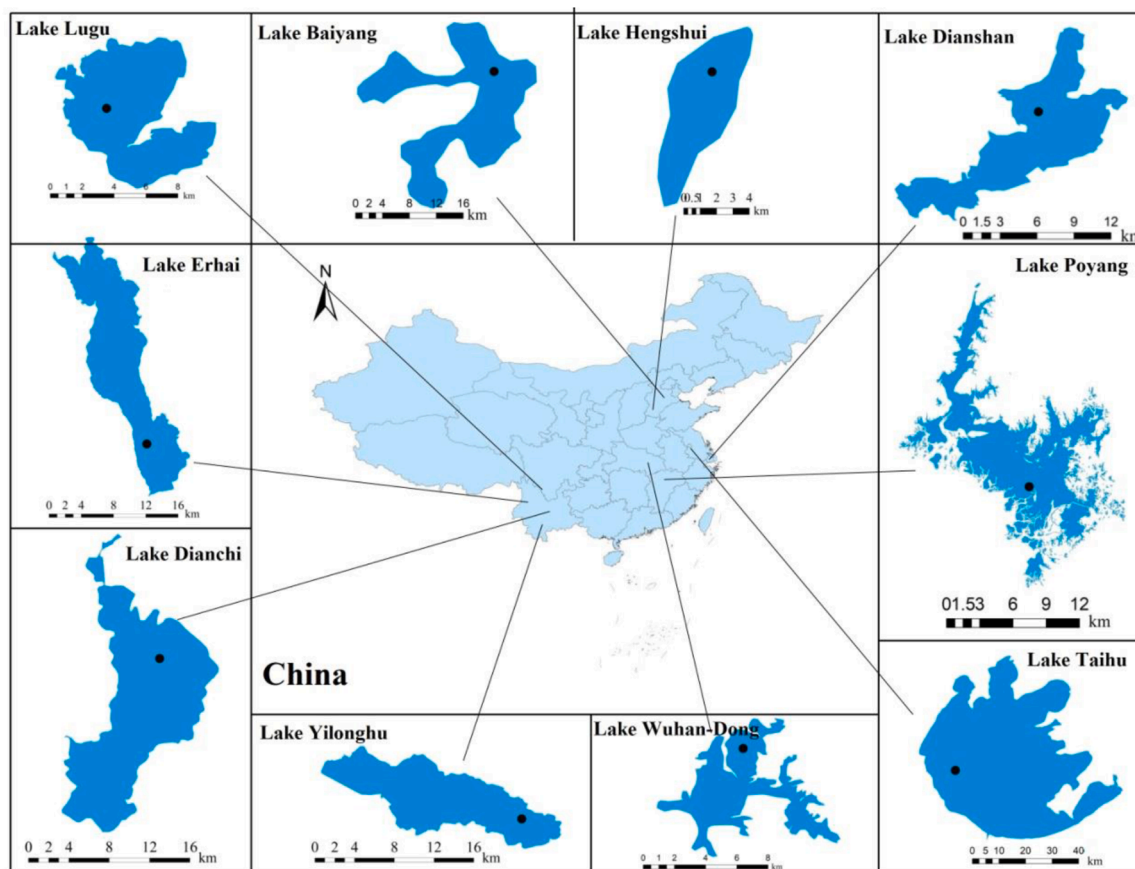 Lake Lugu
0 1 2 4 6 8
km
Lake Baiyang
0 2 4 8 12 16
km
Lake Hengshui
0 0.5 1 2 3 4
km
Lake Dianshan
0 1.5 3 6 9 12
km
Lake Erhai
0 2 4 8 12 16
km
N
China
Lake Poyang
01.53 6 9 12
km
Lake Dianchi
0 2 4 8 12 16
km
Lake Yilonghu
0 2 4 8 12 16
km
Lake Wuhan-Dong
0 1 2 4 6 8
km
Lake Taihu
0 5 10 20 30 40
km